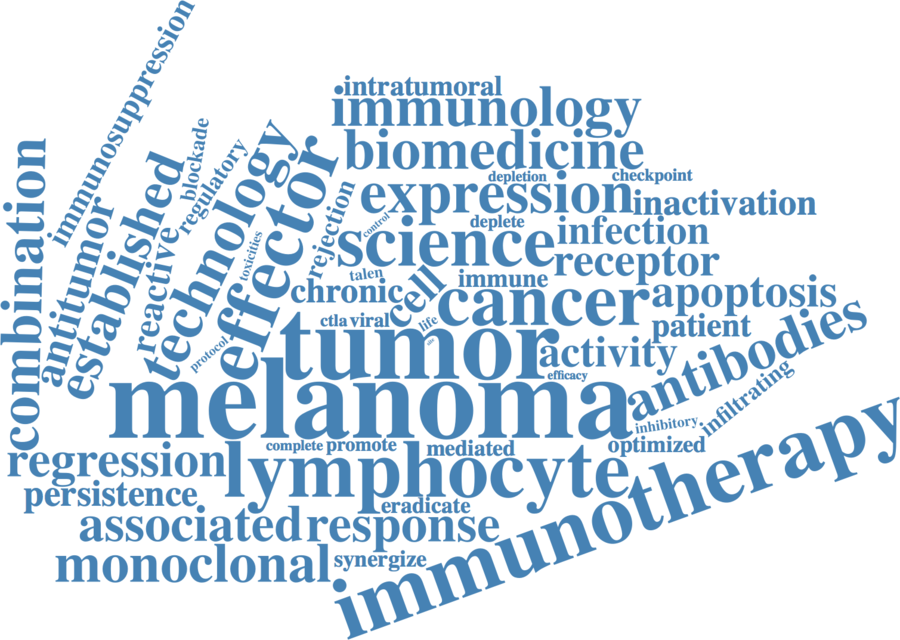 immunosuppression
intratumoral
immunology
blockade
regulatory
technology
effector
biomedicine
depletion
checkpoint
combination
antitumor
established
reactive
toxicities
rejection
control
expression
inactivation
deplete
science
infection
talen
cell
immune
receptor
chronic
cancer
apoptosis
ctla
viral
life
patient
protocol
tumor
activity
antibodies
efficacy
melanoma
infiltrating
inhibitory
complete
promote
mediated
optimized
regression
lymphocyte
immunotherapy
persistence
eradicate
associated
response
monoclonal
synergize